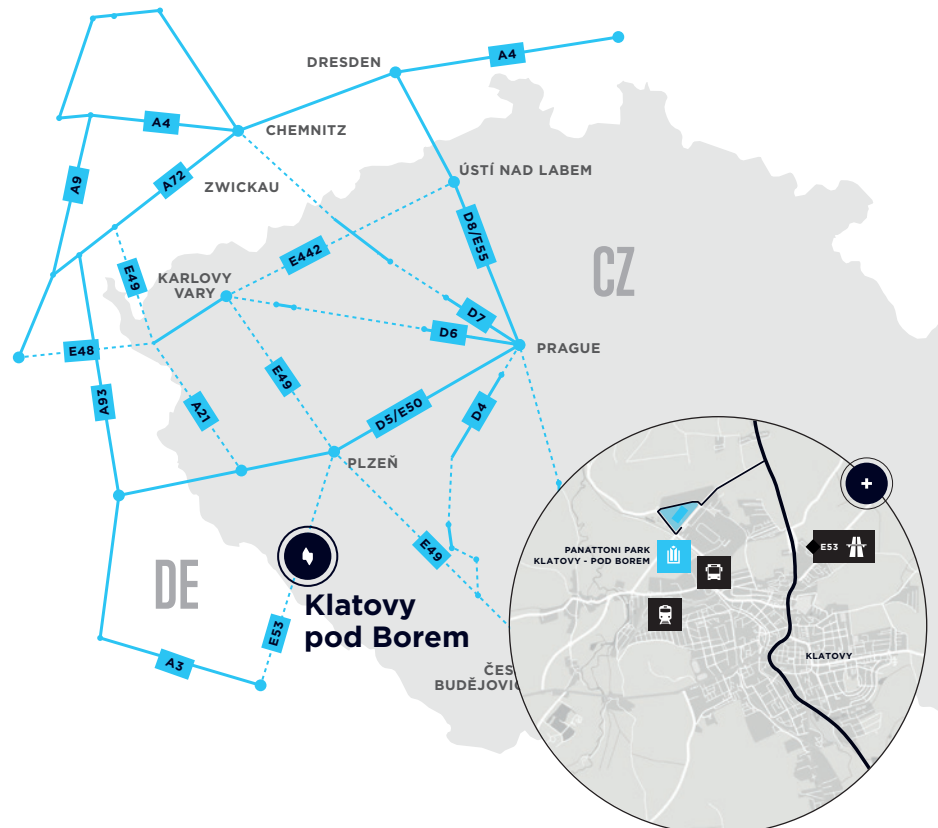 DRESDEN
A4
A4
CHEMNITZ
A9
A72
ZWICKAU
ÚSTÍ NAD LABEM
D8/E55
E442
CZ
E49
KARLOVY
VARY
D7
D6
PRAGUE
E48
E49
A93
A21
D5/E50
D4
PLZEŇ
E49
DE
Klatovy
pod Borem
E53
A3
ČES
BUDĚJOVIC
PANATTONI PARK
KLATOVY - POD BOREM
E53
KLATOVY